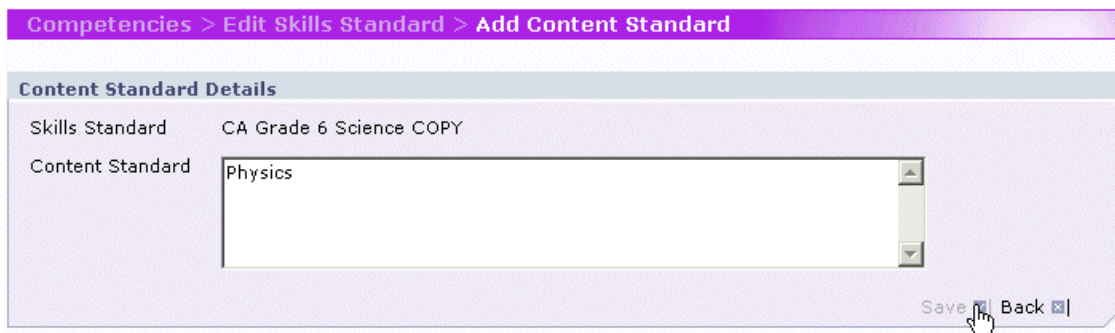 Competencies > Edit Skills Standard > Add Content Standard
Content Standard Details
Skills Standard CA Grade 6 Science COPY
Content Standard Physics
Save | Back |